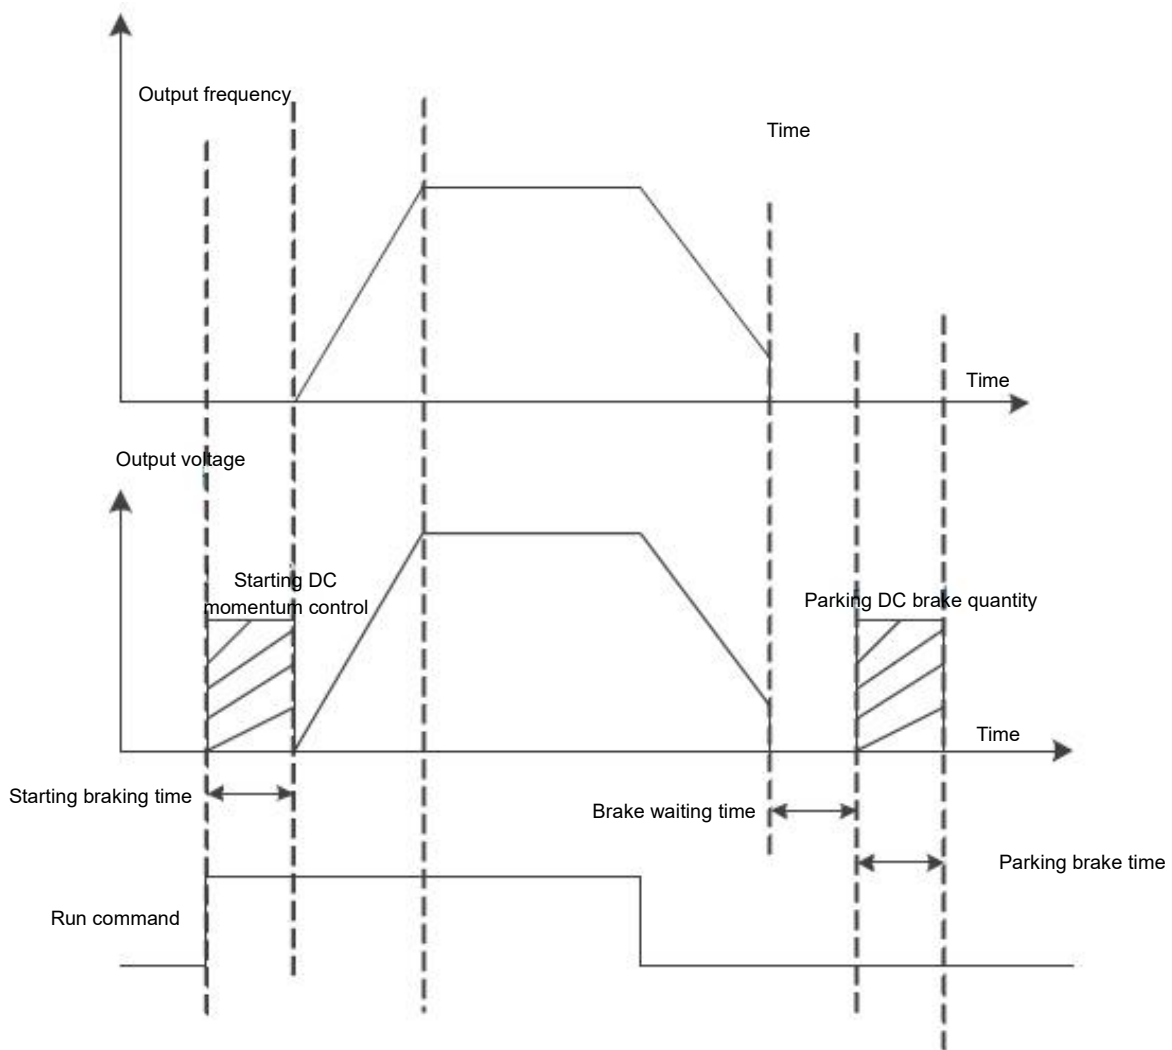 Output frequency
Time
Time
Output voltage
Starting DC
momentum control
Parking DC brake quantity
Time
Starting braking time
Brake waiting time
Parking brake time
Run command